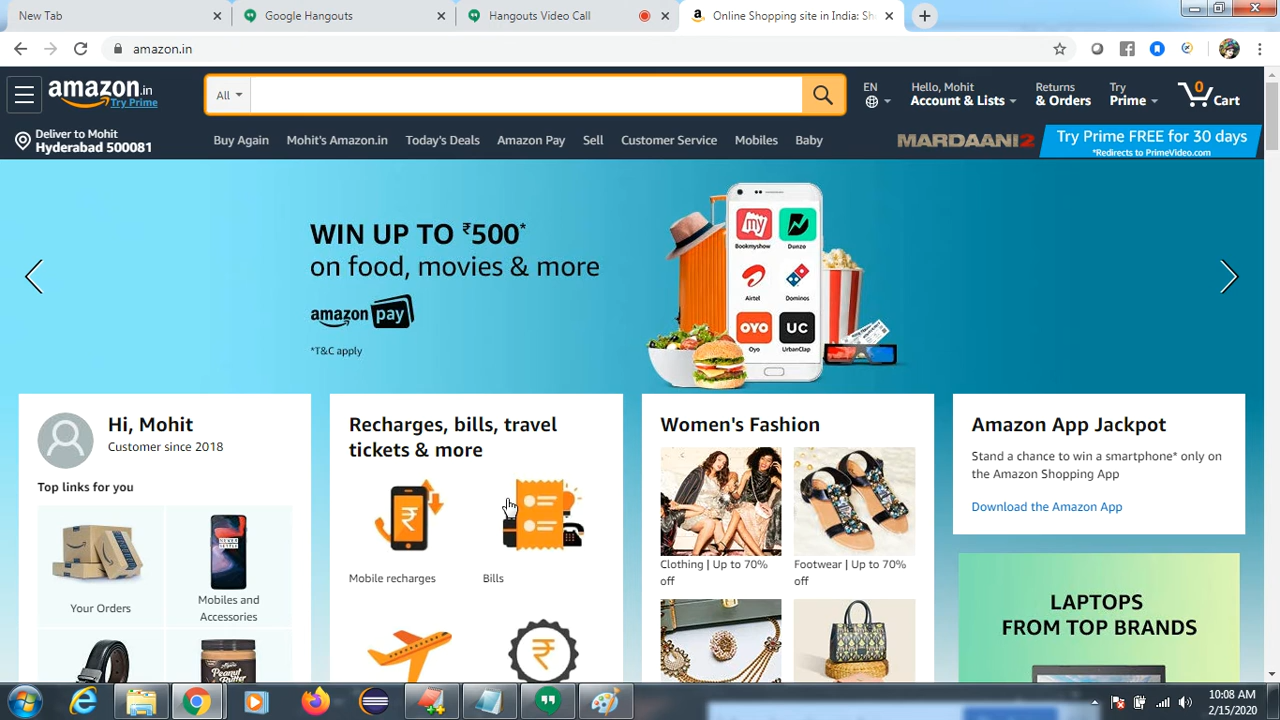 New Tab
Google Hangouts
Hangouts Video Call
Online Shopping site in India: Sh
amazon.in
amazon.in
Try Prime
All
EN
Hello, Mohit
Account & Lists
Returns
& Orders
Try
Prime
0
Cart
Deliver to Mohit
Hyderabad 500081
Buy Again
Mohit's Amazon.in
Today's Deals
Amazon Pay
Sell
Customer Service
Mobiles
Baby
MARDAANI2
Try Prime FREE for 30 days
*Redirects to PrimeVideo.com
WIN UP TO ₹500*
on food, movies & more
amazon pay
*T&C apply
my
Bookmyshow
Dunzo
Airtel
Dominos
OYO
Oyo
UC
UrbanClap
Hi, Mohit
Customer since 2018
Top links for you
Your Orders
Mobiles and
Accessories
Recharges, bills, travel
tickets & more
₹
Mobile recharges
Bills
₹
Women's Fashion
Clothing | Up to 70%
off
Footwear | Up to 70%
off
Amazon App Jackpot
Stand a chance to win a smartphone* only on
the Amazon Shopping App
Download the Amazon App
LAPTOPS
FROM TOP BRANDS
10:08 AM
2/15/2020